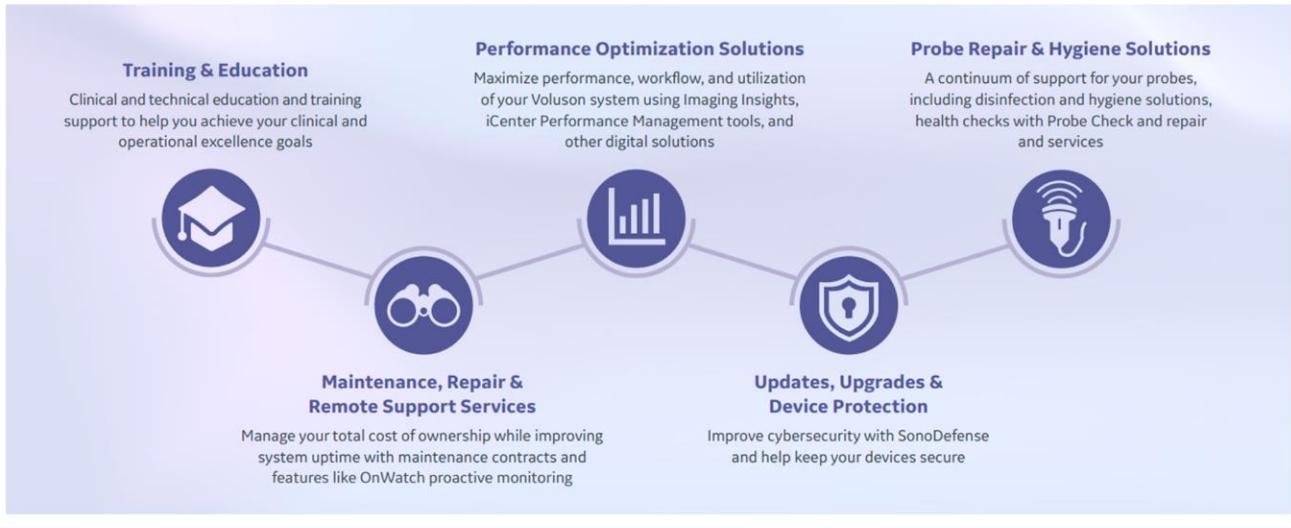 Training & Education
Clinical and technical education and training
support to help you achieve your clinical and
operational excellence goals
Maintenance, Repair &
Remote Support Services
Manage your total cost of ownership while improving
system uptime with maintenance contracts and
features like OnWatch proactive monitoring
Performance Optimization Solutions
Maximize performance, workflow, and utilization
of your Voluson system using Imaging Insights,
iCenter Performance Management tools, and
other digital solutions
Updates, Upgrades &
Device Protection
Improve cybersecurity with SonoDefense
and help keep your devices secure
Probe Repair & Hygiene Solutions
A continuum of support for your probes,
including disinfection and hygiene solutions,
health checks with Probe Check and repair
and services